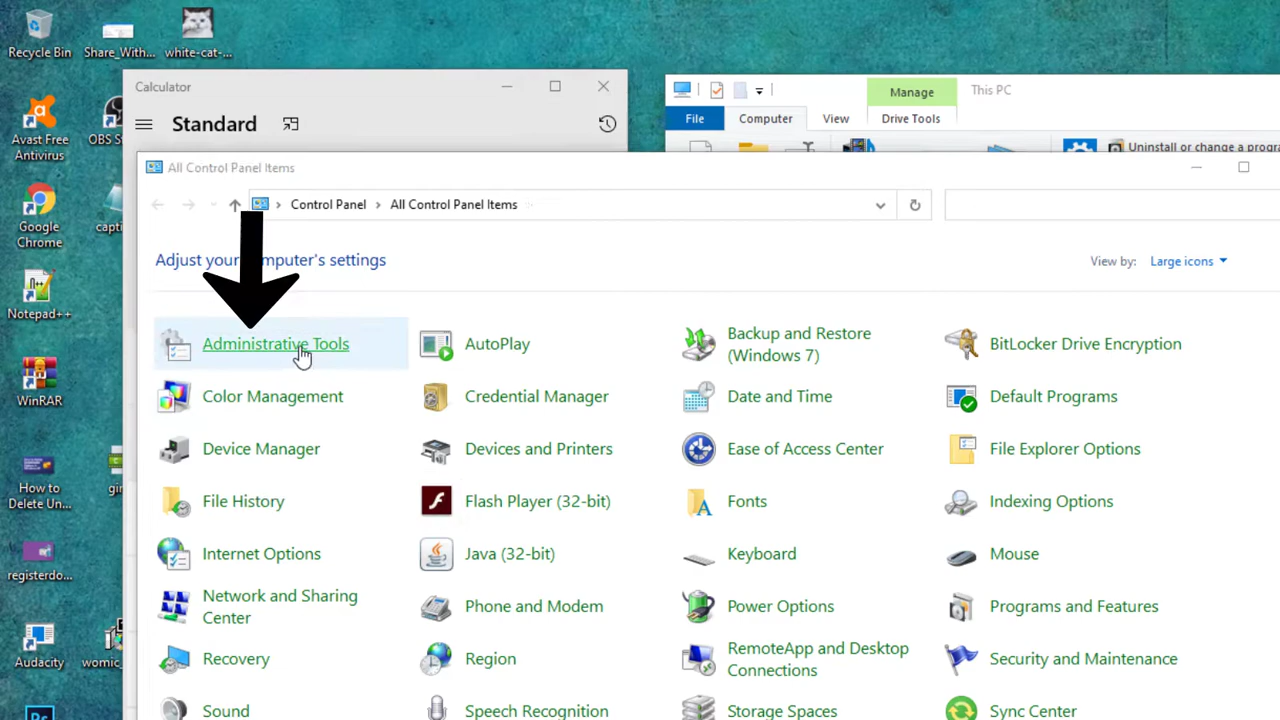 Recycle Bin
Share_With...
white-cat-...
Avast Free
Antivirus
OBS S
Google
Chrome
capti
Notepad++
WinRAR
How to
Delete Un...
gir
registerdo...
Audacity
womic_
Ps
Calculator
Standard
Manage
This PC
File
Computer
View
Drive Tools
Uninstall or change a progra
All Control Panel Items
Control Panel > All Control Panel Items
Adjust your computer's settings
View by: Large icons
Administrative Tools
AutoPlay
Backup and Restore
(Windows 7)
BitLocker Drive Encryption
Color Management
Credential Manager
Date and Time
Default Programs
Device Manager
Devices and Printers
Ease of Access Center
File Explorer Options
File History
Flash Player (32-bit)
Fonts
Indexing Options
Internet Options
Java (32-bit)
Keyboard
Mouse
Network and Sharing
Center
Phone and Modem
Power Options
Programs and Features
Recovery
Region
RemoteApp and Desktop
Connections
Security and Maintenance
Sound
Speech Recognition
Storage Spaces
Sync Center